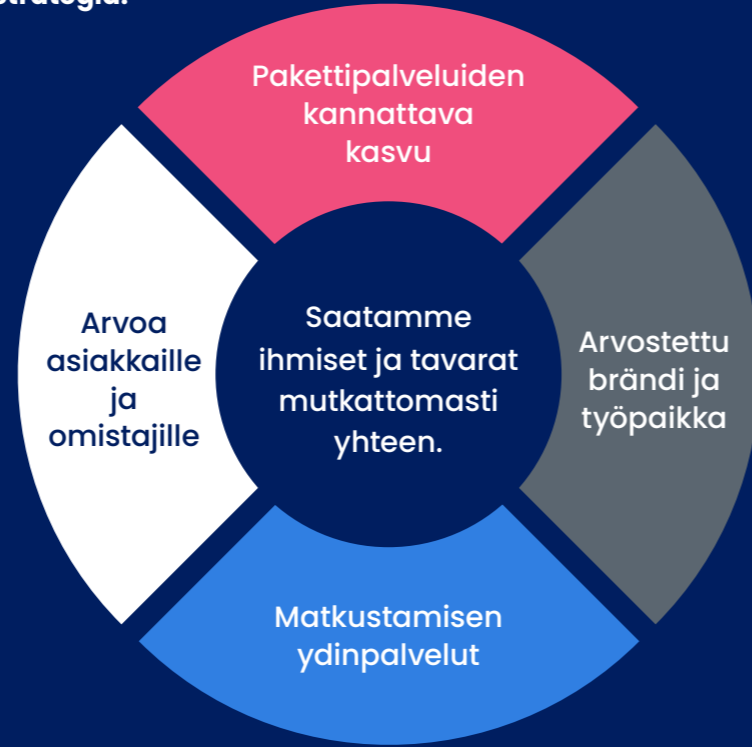 Pakettipalveluiden
kannattava
kasvu
Arvoa
asiakkaille
ja
omistajille
Saatamme
ihmiset ja tavarat
mutkattomasti
yhteen.
Arvostettu
brändi ja
työpaikka
Matkustamisen
ydinpalvelut